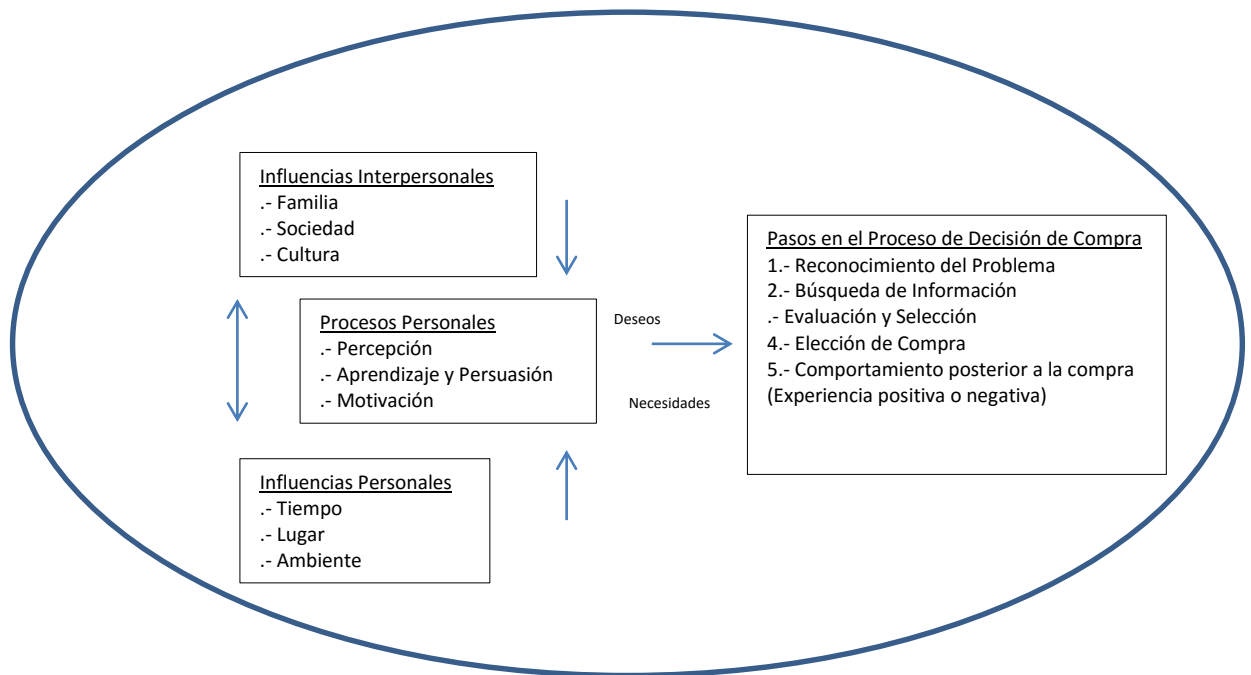 Influencias Interpersonales
.- Familia
.- Sociedad
.- Cultura
Procesos Personales
.- Percepción
.- Aprendizaje y Persuasión
.- Motivación
Influencias Personales
.- Tiempo
.- Lugar
.- Ambiente
Deseos
Necesidades
Pasos en el Proceso de Decisión de Compra
1.- Reconocimiento del Problema
2.- Búsqueda de Información
.- Evaluación y Selección
4.- Elección de Compra
5.- Comportamiento posterior a la compra
(Experiencia positiva o negativa)